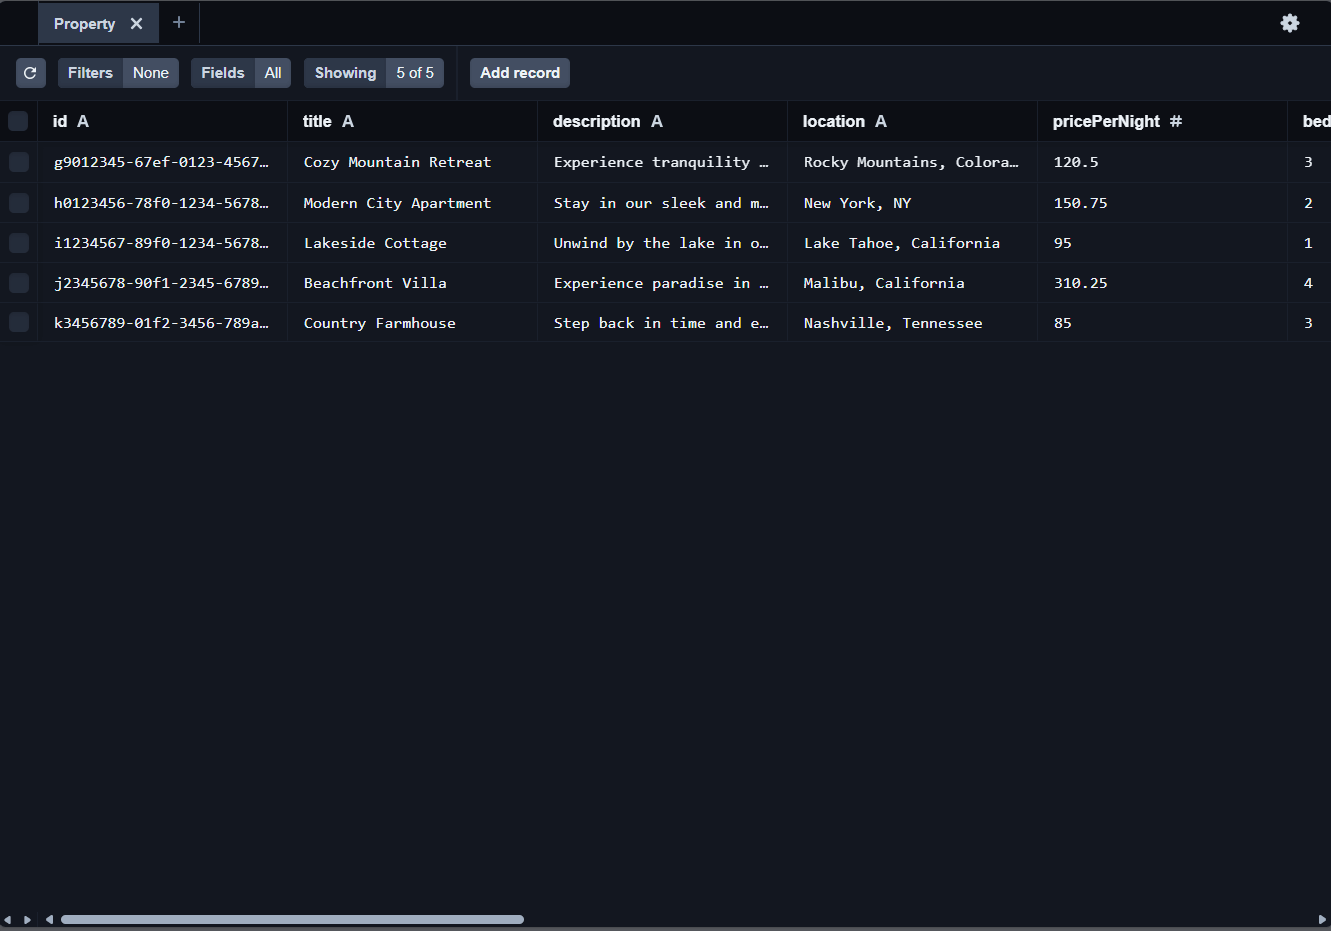 Property
Filters None Fields All Showing 5 of 5 Add record
id A title A description A location A pricePerNight # bed
g9012345-67ef-0123-4567… Cozy Mountain Retreat Experience tranquility … Rocky Mountains, Colora… 120.5 3
h0123456-78f0-1234-5678… Modern City Apartment Stay in our sleek and m… New York, NY 150.75 2
i1234567-89f0-1234-5678… Lakeside Cottage Unwind by the lake in o… Lake Tahoe, California 95 1
j2345678-90f1-2345-6789… Beachfront Villa Experience paradise in … Malibu, California 310.25 4
k3456789-01f2-3456-789a… Country Farmhouse Step back in time and e… Nashville, Tennessee 85 3